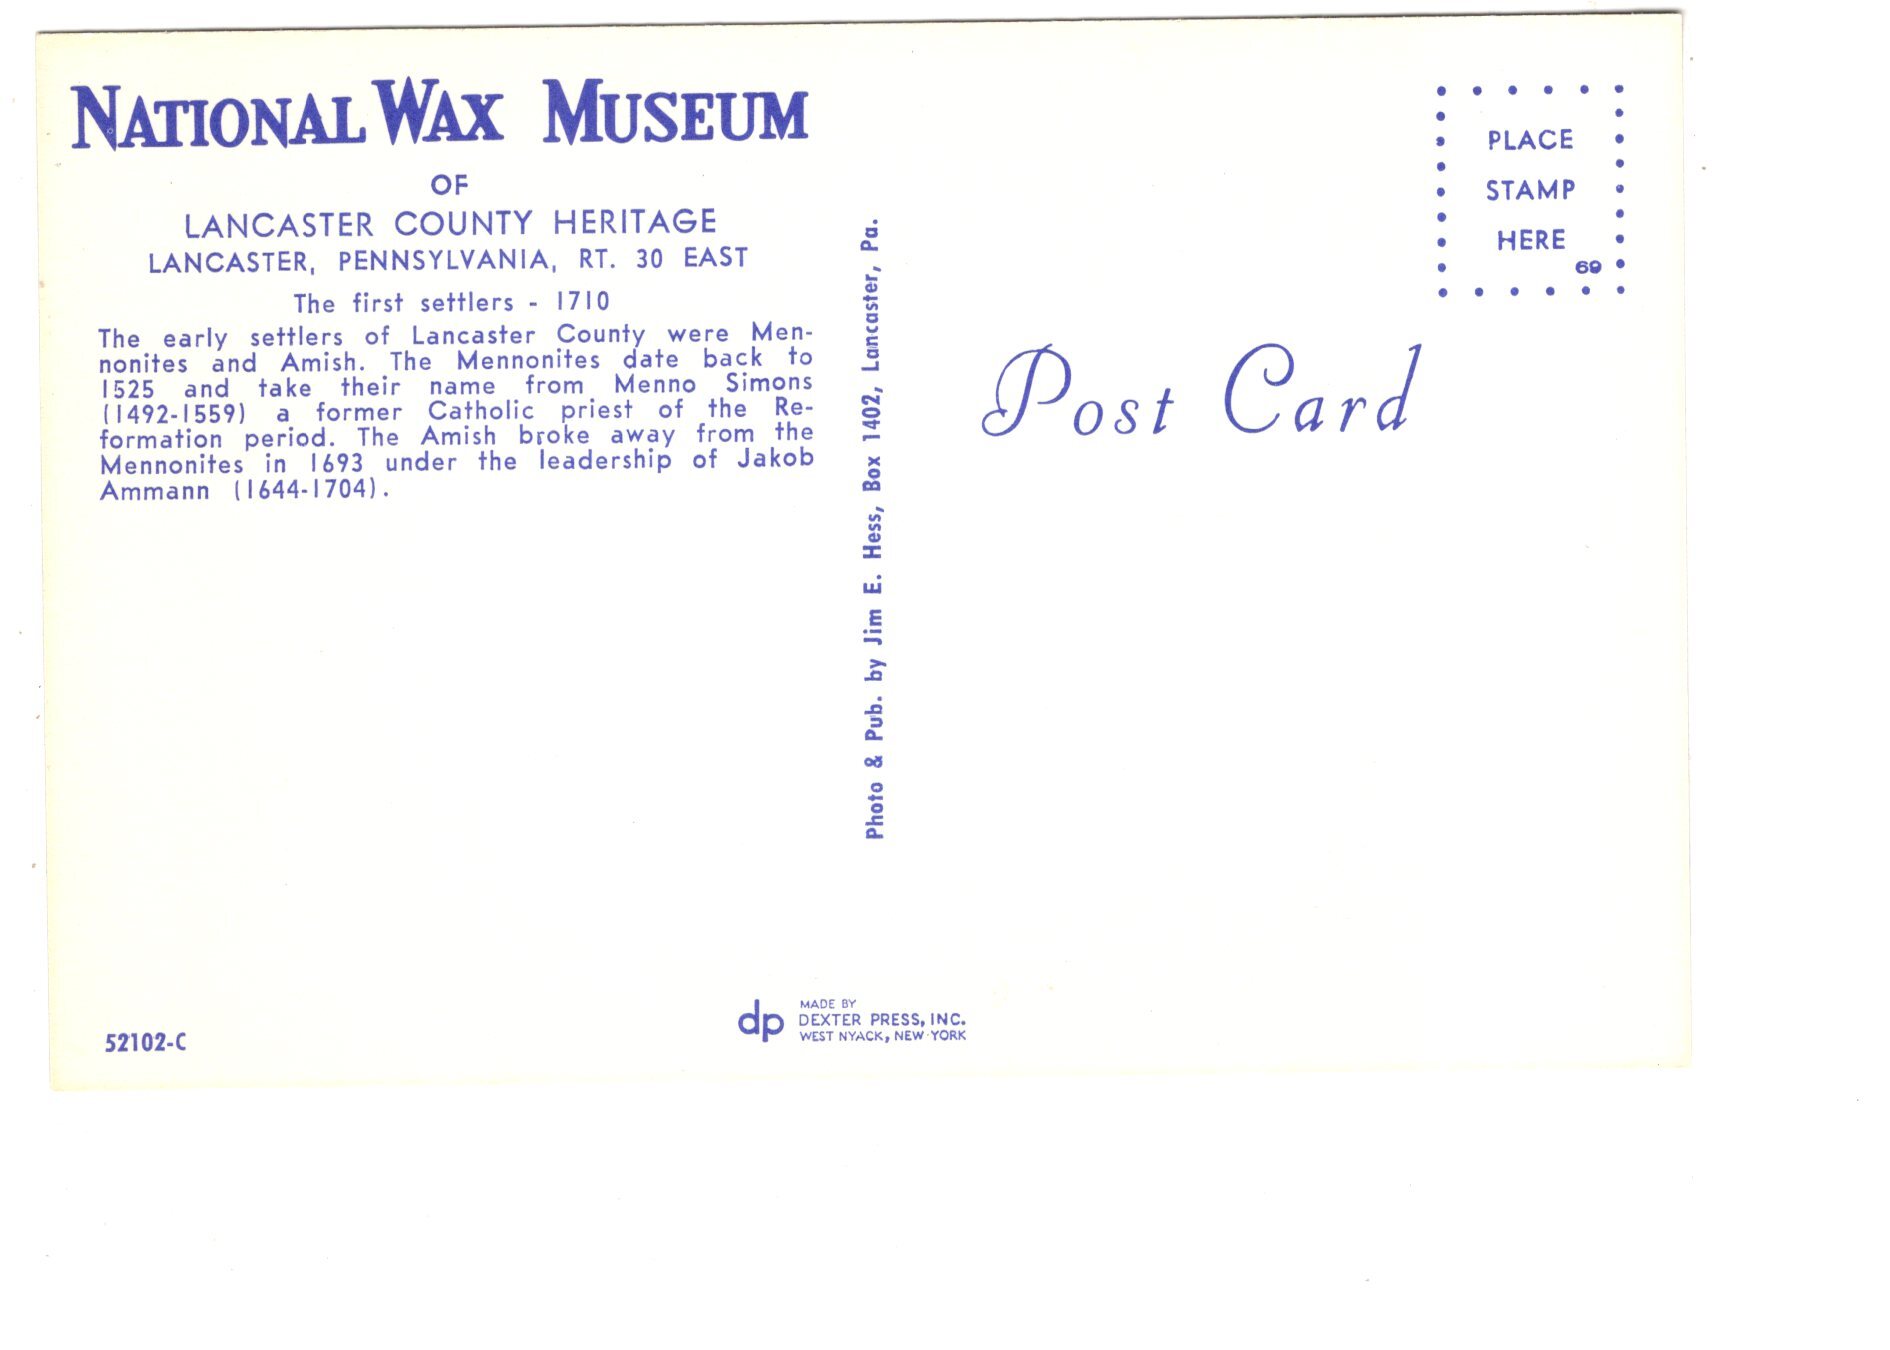 NATIONAL WAX MUSEUM
OF
LANCASTER COUNTY HERITAGE
LANCASTER, PENNSYLVANIA, RT. 30 EAST
The first settlers - 1710
The early settlers of Lancaster County were Men-
nonites and Amish. The Mennonites date back to
1525 and take their name from Menno Simons
(1492-1559) a former Catholic priest of the Re-
formation period. The Amish broke away from the
Mennonites in 1693 under the leadership of Jakob
Ammann (1644-1704).
52102-C
Photo & Pub. by Jim E. Hess, Box 1402, Lancaster, Pa.
dp
MADE BY
DEXTER PRESS, INC.
WEST NYACK, NEW YORK
PLACE
STAMP
HERE
69
Post Card